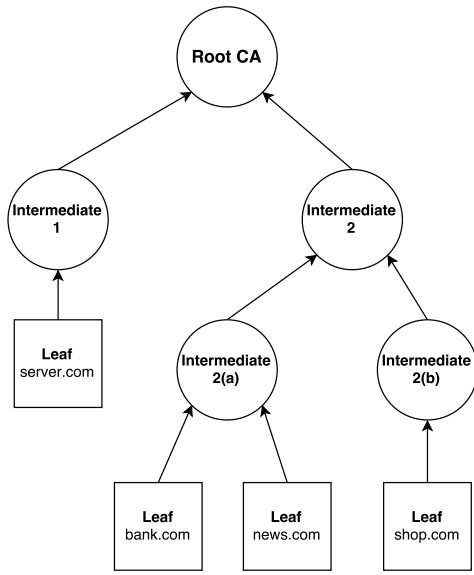 Root CA
Intermediate
1
Intermediate
2
Leaf
server.com
Intermediate
2(a)
Intermediate
2(b)
Leaf
bank.com
Leaf
news.com
Leaf
shop.com